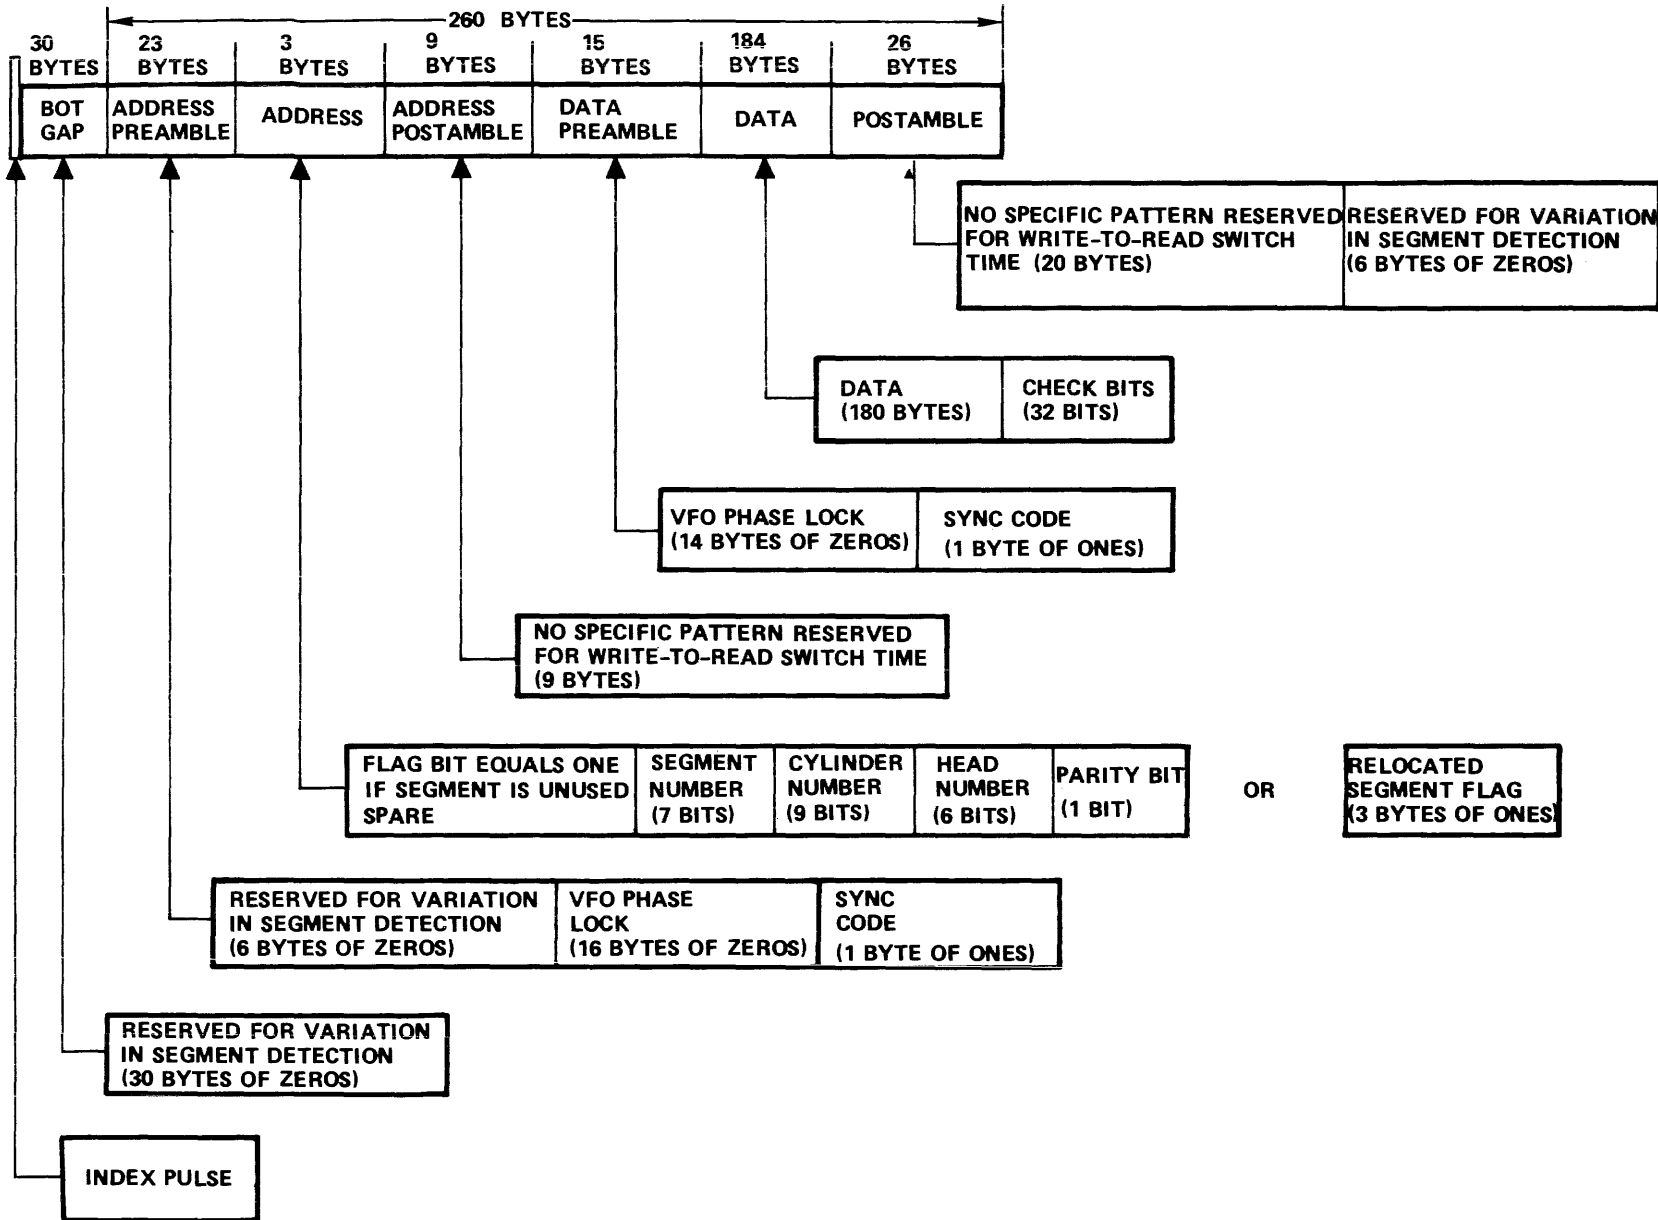 260 BYTES
30 BYTES
23 BYTES
3 BYTES
9 BYTES
15 BYTES
184 BYTES
26 BYTES
BOT GAP
ADDRESS PREAMBLE
ADDRESS
ADDRESS POSTAMBLE
DATA PREAMBLE
DATA
POSTAMBLE
NO SPECIFIC PATTERN RESERVED
FOR WRITE-TO-READ SWITCH
TIME (20 BYTES)
RESERVED FOR VARIATION
IN SEGMENT DETECTION
(6 BYTES OF ZEROS)
DATA
(180 BYTES)
CHECK BITS
(32 BITS)
VFO PHASE LOCK
(14 BYTES OF ZEROS)
SYNC CODE
(1 BYTE OF ONES)
NO SPECIFIC PATTERN RESERVED
FOR WRITE-TO-READ SWITCH TIME
(9 BYTES)
FLAG BIT EQUALS ONE
IF SEGMENT IS UNUSED
SPARE
SEGMENT
NUMBER
(7 BITS)
CYLINDER
NUMBER
(9 BITS)
HEAD
NUMBER
(6 BITS)
PARITY BIT
(1 BIT)
OR
RELOCATED
SEGMENT FLAG
(3 BYTES OF ONES)
RESERVED FOR VARIATION
IN SEGMENT DETECTION
(6 BYTES OF ZEROS)
VFO PHASE
LOCK
(16 BYTES OF ZEROS)
SYNC
CODE
(1 BYTE OF ONES)
RESERVED FOR VARIATION
IN SEGMENT DETECTION
(30 BYTES OF ZEROS)
INDEX PULSE